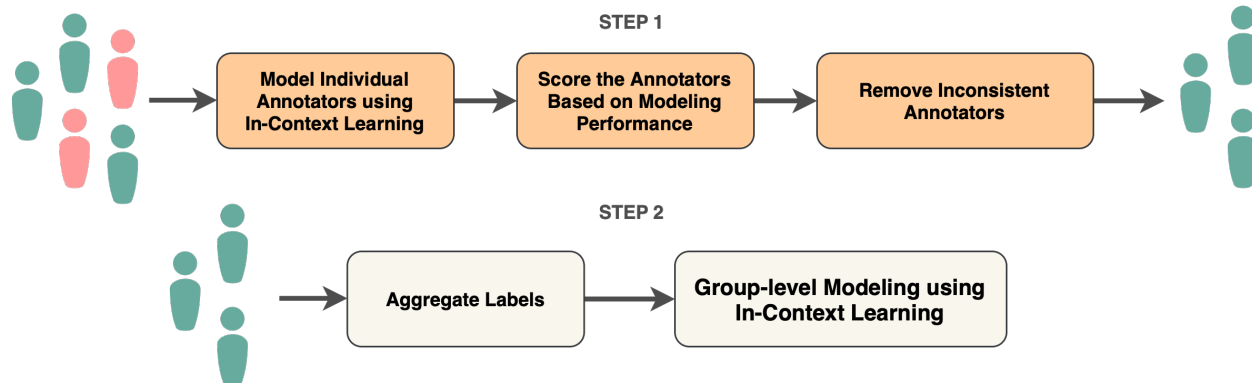 STEP 1
Model Individual
Annotators using
In-Context Learning
Score the Annotators
Based on Modeling
Performance
Remove Inconsistent
Annotators
STEP 2
Aggregate Labels
Group-level Modeling using
In-Context Learning